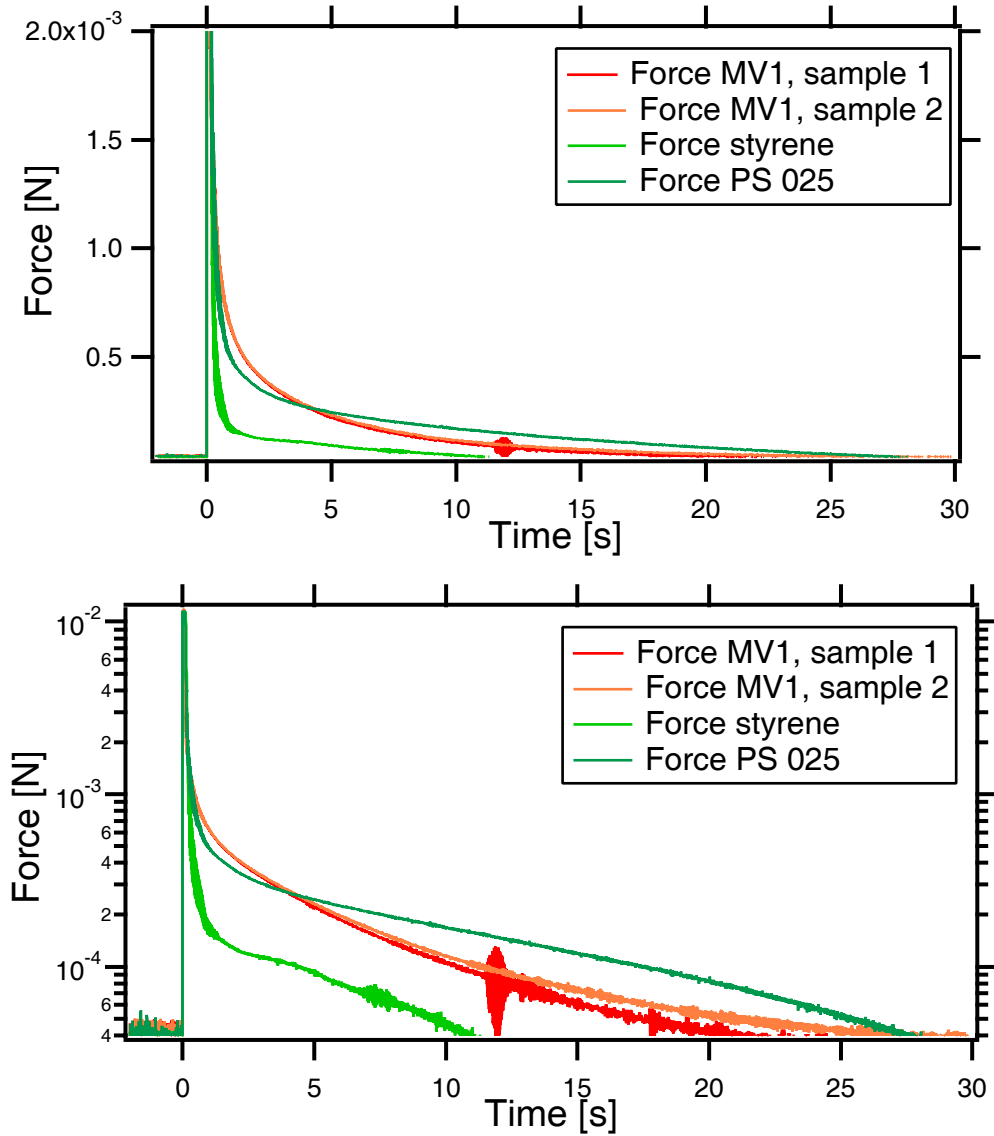 2.0x10-3
1.5
1.0
0.5
Force [N]
Force MV1, sample 1
Force MV1, sample 2
Force styrene
Force PS 025
0 5 10 15 20 25 30
Time [s]
10-2
6
4
2
10-3
6
4
2
10-4
6
4
Force [N]
Force MV1, sample 1
Force MV1, sample 2
Force styrene
Force PS 025
0 5 10 15 20 25 30
Time [s]